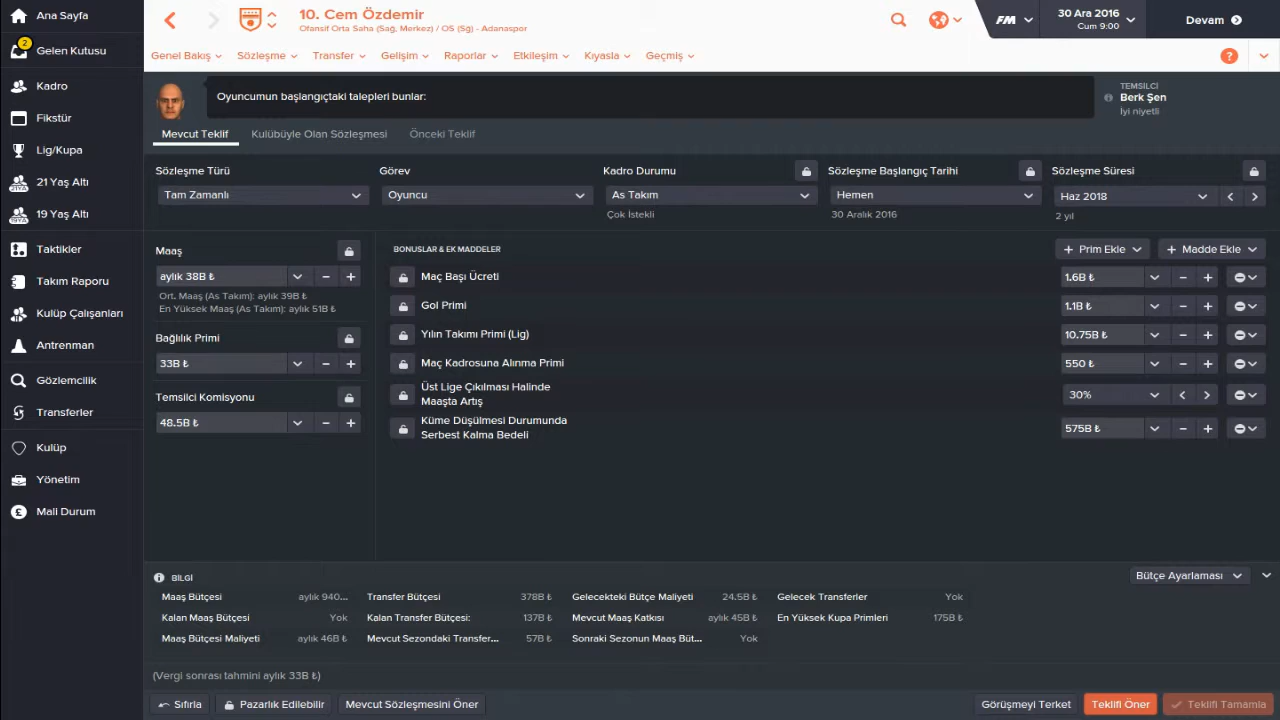 Ana Sayfa
2
Gelen Kutusu
Kadro
Fikstür
Lig/Kupa
21 Yaş Altı
19 Yaş Altı
Taktikler
Takım Raporu
Kulüp Çalışanları
Antrenman
Gözlemcilik
Transferler
Kulüp
Yönetim
Mali Durum
10. Cem Özdemir
Ofansif Orta Saha (Sağ, Merkez) / OS (Sğ) - Adanaspor
FM
30 Ara 2016
Cum 9:00
Devam
Genel Bakış
Sözleşme
Transfer
Gelişim
Raporlar
Etkileşim
Kıyasla
Geçmiş
?
Oyuncumun başlangıçtaki talepleri bunlar:
TEMSİLCİ
Berk Şen
İyi niyetli
Mevcut Teklif
Kulübüyle Olan Sözleşmesi
Önceki Teklif
Sözleşme Türü
Tam Zamanlı
Görev
Oyuncu
Kadro Durumu
As Takım
Çok İstekli
Sözleşme Başlangıç Tarihi
Hemen
30 Aralık 2016
Sözleşme Süresi
Haz 2018
2 yıl
Maaş
aylık 38B ₺
Ort. Maaş (As Takım): aylık 39B ₺
En Yüksek Maaş (As Takım): aylık 51B ₺
Bağlılık Primi
33B ₺
Temsilci Komisyonu
48.5B ₺
BONUSLAR & EK MADDELER
+ Prim Ekle
+ Madde Ekle
Maç Başı Ücreti
1.6B ₺
Gol Primi
1.1B ₺
Yılın Takımı Primi (Lig)
10.75B ₺
Maç Kadrosuna Alınma Primi
550 ₺
Üst Lige Çıkılması Halinde
Maaşta Artış
30%
Küme Düşülmesi Durumunda
Serbest Kalma Bedeli
575B ₺
BİLGİ
Bütçe Ayarlaması
Maaş Bütçesi aylık 940...
Transfer Bütçesi 378B ₺
Gelecekteki Bütçe Maliyeti 24.5B ₺
Gelecek Transferler Yok
Kalan Maaş Bütçesi Yok
Kalan Transfer Bütçesi: 137B ₺
Mevcut Maaş Katkısı aylık 45B ₺
En Yüksek Kupa Primleri 175B ₺
Maaş Bütçesi Maliyeti aylık 46B ₺
Mevcut Sezondaki Transfer... 57B ₺
Sonraki Sezonun Maaş Büt... Yok
(Vergi sonrası tahmini aylık 33B ₺)
Sıfırla
Pazarlık Edilebilir
Mevcut Sözleşmesini Öner
Görüşmeyi Terket
Teklifi Öner
Teklifi Tamamla